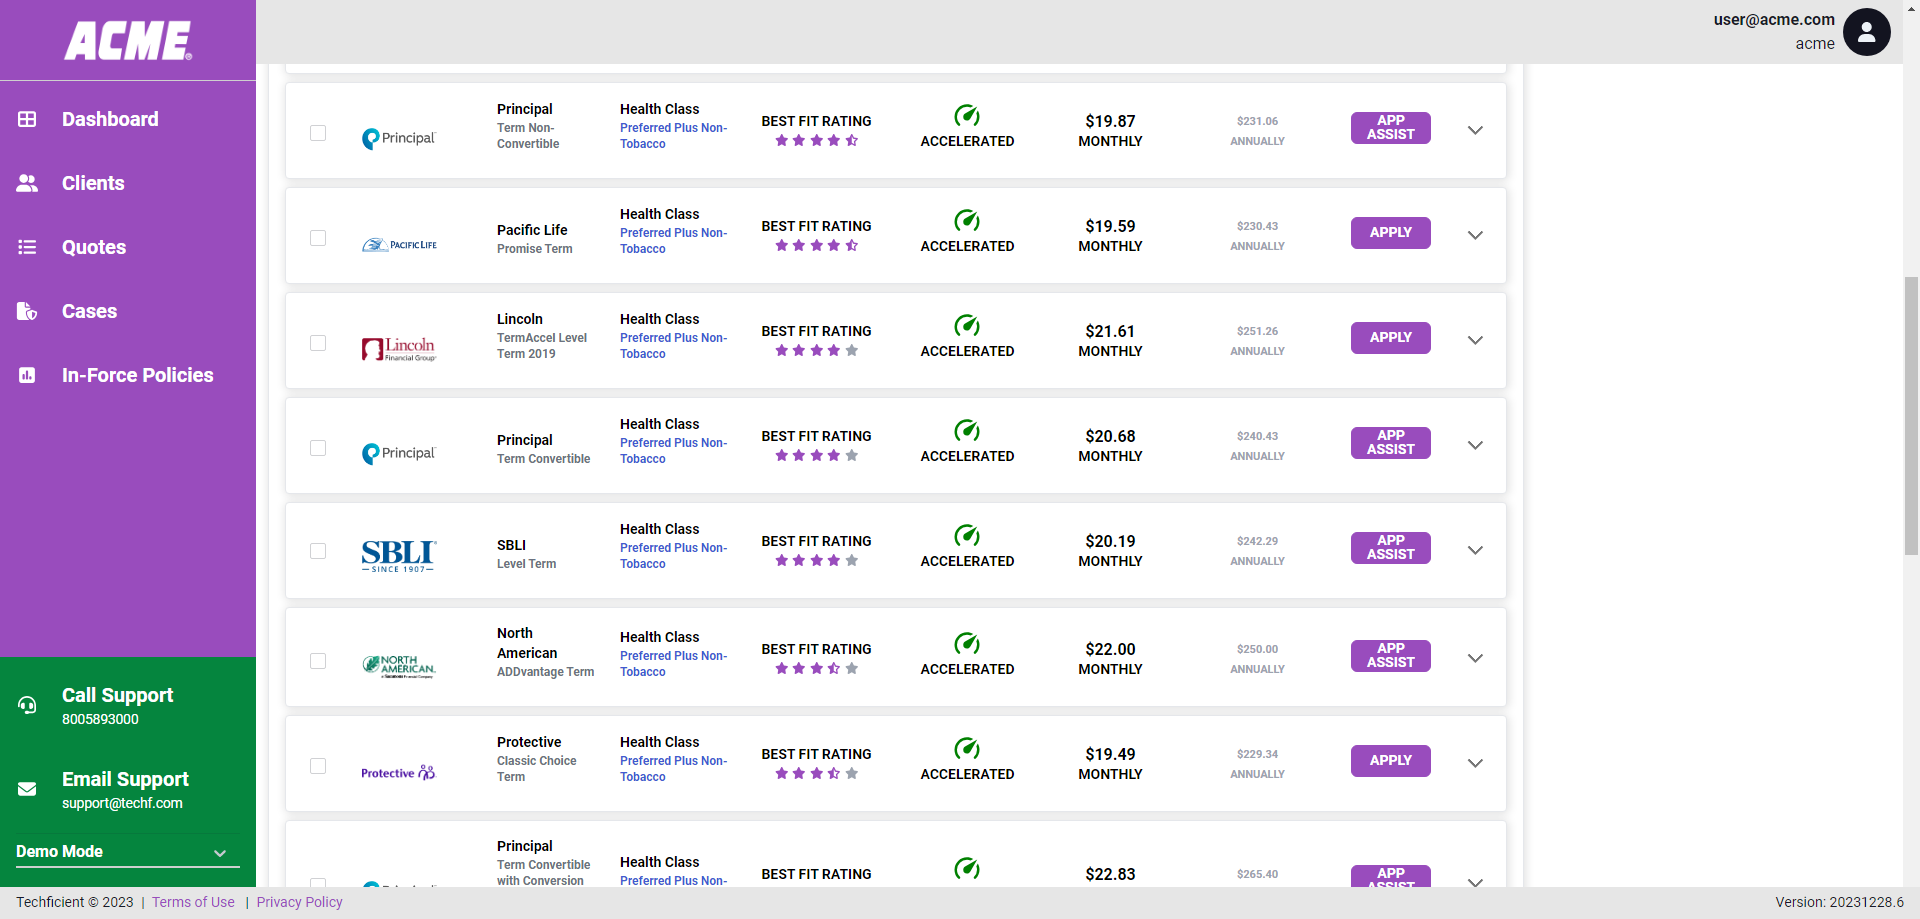 ACME
user@acme.com
acme
Dashboard
Clients
Quotes
Cases
In-Force Policies
Call Support
8005893000
Email Support
support@techf.com
Demo Mode
Principal
Principal
Term Non-
Convertible
Health Class
Preferred Plus Non-
Tobacco
BEST FIT RATING
ACCELERATED
$19.87
MONTHLY
$231.06
ANNUALLY
APP
ASSIST
PACIFIC LIFE
Pacific Life
Promise Term
Health Class
Preferred Plus Non-
Tobacco
BEST FIT RATING
ACCELERATED
$19.59
MONTHLY
$230.43
ANNUALLY
APPLY
Lincoln
Financial Group
Lincoln
TermAccel Level
Term 2019
Health Class
Preferred Plus Non-
Tobacco
BEST FIT RATING
ACCELERATED
$21.61
MONTHLY
$251.26
ANNUALLY
APPLY
Principal
Principal
Term Convertible
Health Class
Preferred Plus Non-
Tobacco
BEST FIT RATING
ACCELERATED
$20.68
MONTHLY
$240.43
ANNUALLY
APP
ASSIST
SBLI
SINCE 1907
SBLI
Level Term
Health Class
Preferred Plus Non-
Tobacco
BEST FIT RATING
ACCELERATED
$20.19
MONTHLY
$242.29
ANNUALLY
APP
ASSIST
NORTH
AMERICAN
North
American
ADDvantage Term
Health Class
Preferred Plus Non-
Tobacco
BEST FIT RATING
ACCELERATED
$22.00
MONTHLY
$250.00
ANNUALLY
APP
ASSIST
Protective
Protective
Classic Choice
Term
Health Class
Preferred Plus Non-
Tobacco
BEST FIT RATING
ACCELERATED
$19.49
MONTHLY
$229.34
ANNUALLY
APPLY
Principal
Term Convertible
with Conversion
Health Class
Preferred Plus Non-
BEST FIT RATING
$22.83
$265.40
APP
ASSIST
Techficient © 2023 | Terms of Use | Privacy Policy
Version: 20231228.6